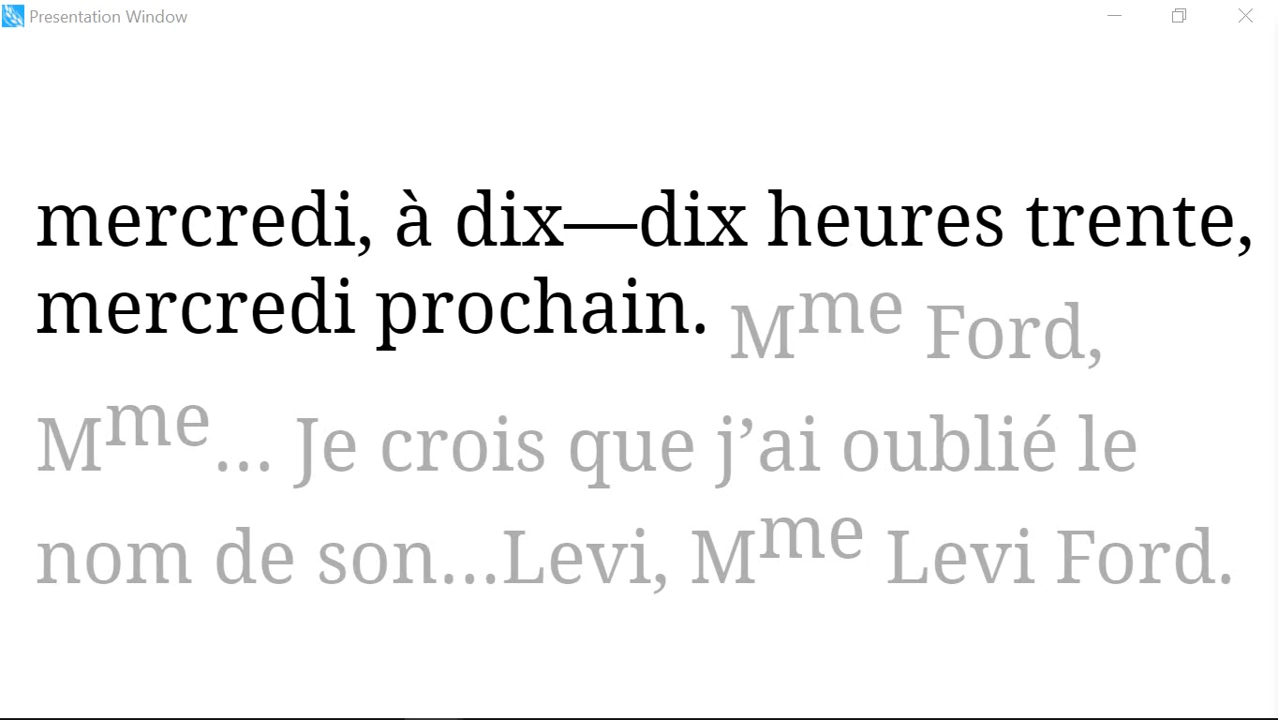 Presentation Window
mercredi, à dix—dix heures trente,
mercredi prochain. Mme Ford,
Mme… Je crois que j’ai oublié le
nom de son…Levi, Mme Levi Ford.